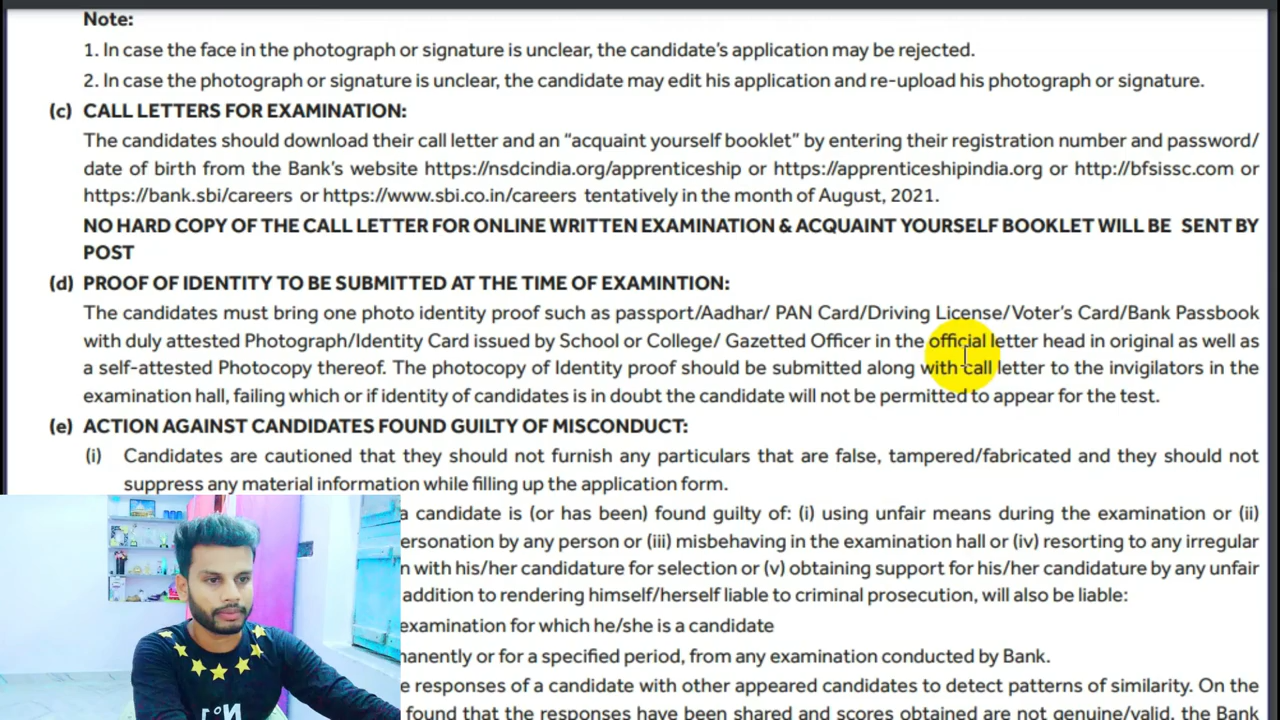 Note:
1. In case the face in the photograph or signature is unclear, the candidate's application may be rejected.
2. In case the photograph or signature is unclear, the candidate may edit his application and re-upload his photograph or signature.
(c) CALL LETTERS FOR EXAMINATION:
The candidates should download their call letter and an "acquaint yourself booklet" by entering their registration number and password/
date of birth from the Bank's website https://nsdcindia.org/apprenticeship or https://apprenticeshipindia.org or http://bfsissc.com or
https://bank.sbi/careers or https://www.sbi.co.in/careers tentatively in the month of August, 2021.
NO HARD COPY OF THE CALL LETTER FOR ONLINE WRITTEN EXAMINATION & ACQUAINT YOURSELF BOOKLET WILL BE SENT BY
POST
(d) PROOF OF IDENTITY TO BE SUBMITTED AT THE TIME OF EXAMINTION:
The candidates must bring one photo identity proof such as passport/Aadhar/ PAN Card/Driving License/Voter's Card/Bank Passbook
with duly attested Photograph/Identity Card issued by School or College/ Gazetted Officer in the official letter head in original as well as
a self-attested Photocopy thereof. The photocopy of Identity proof should be submitted along with call letter to the invigilators in the
examination hall, failing which or if identity of candidates is in doubt the candidate will not be permitted to appear for the test.
(e) ACTION AGAINST CANDIDATES FOUND GUILTY OF MISCONDUCT:
(i) Candidates are cautioned that they should not furnish any particulars that are false, tampered/fabricated and they should not
suppress any material information while filling up the application form.
a candidate is (or has been) found guilty of: (i) using unfair means during the examination or (ii)
ersonation by any person or (iii) misbehaving in the examination hall or (iv) resorting to any irregular
n with his/her candidature for selection or (v) obtaining support for his/her candidature by any unfair
addition to rendering himself/herself liable to criminal prosecution, will also be liable:
examination for which he/she is a candidate
nanently or for a specified period, from any examination conducted by Bank.
e responses of a candidate with other appeared candidates to detect patterns of similarity. On the
found that the responses have been shared and scores obtained are not genuine/valid, the Bank